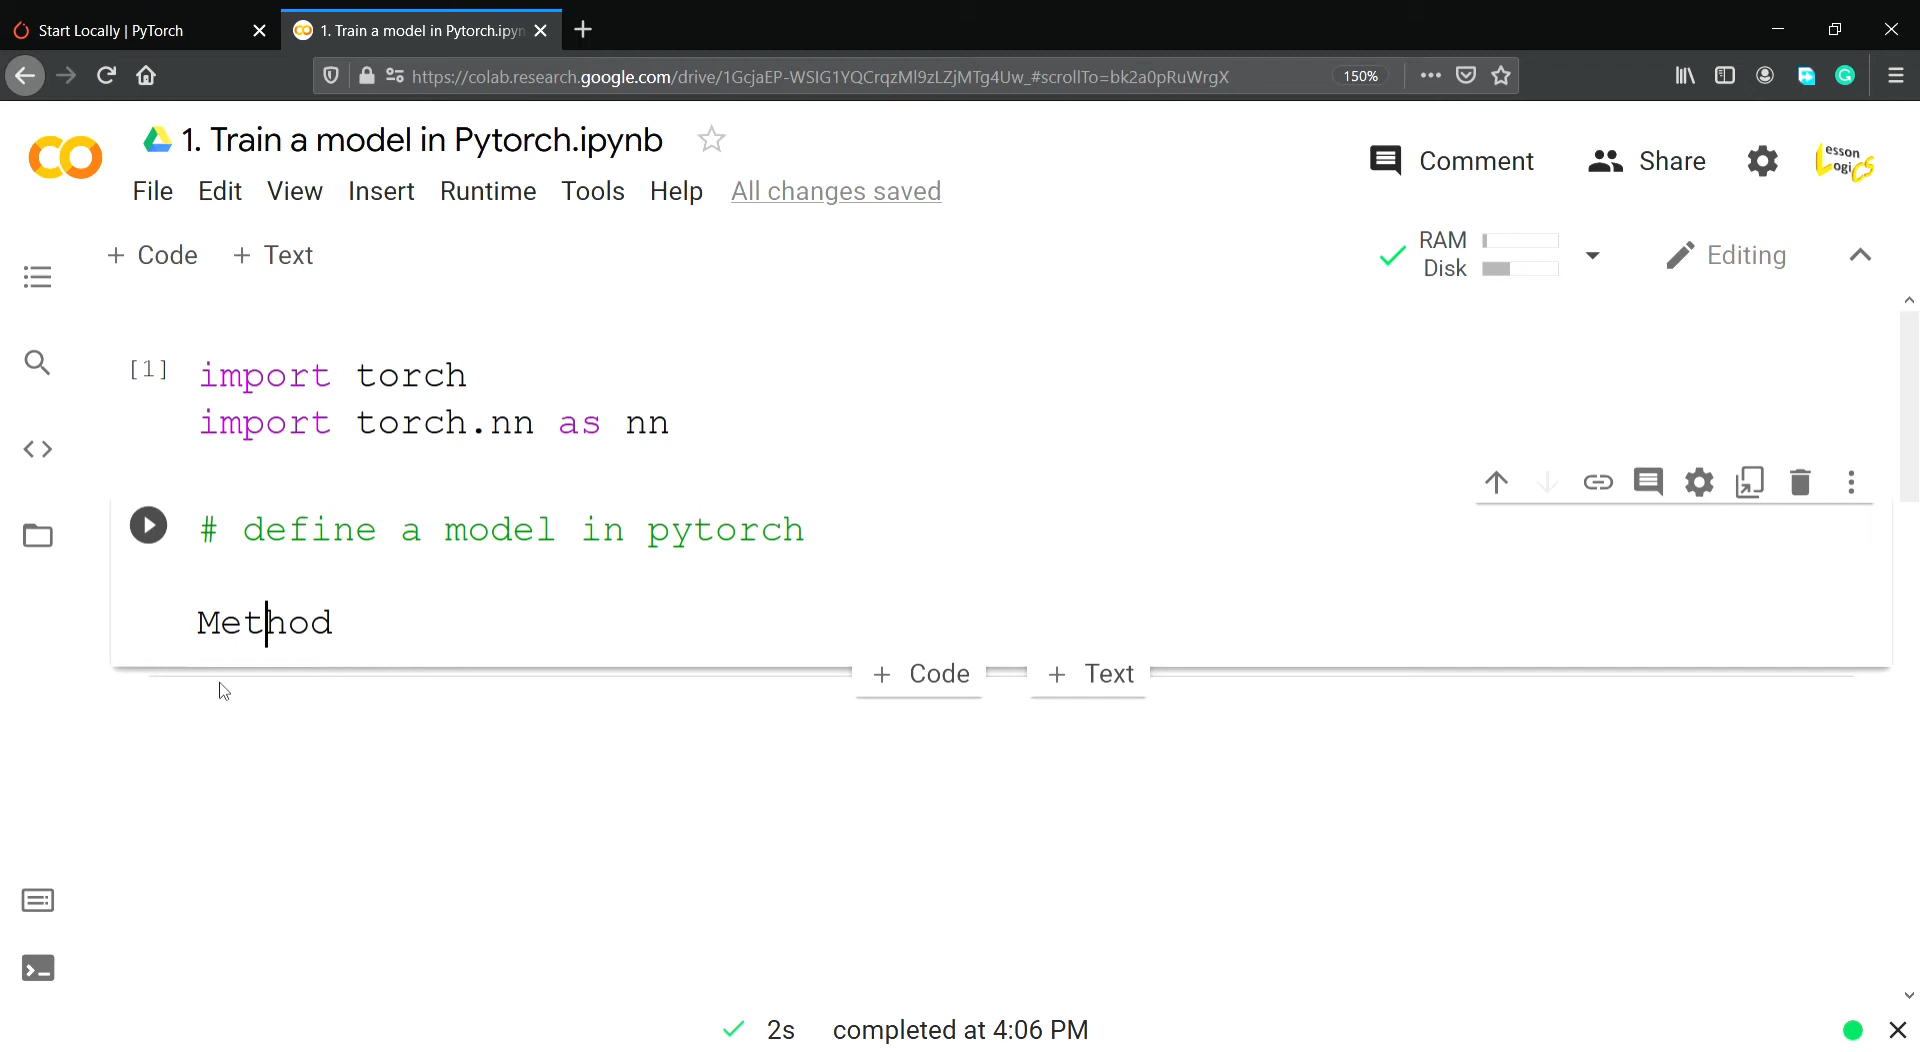 Start Locally | PyTorch
1. Train a model in Pytorch.ipyn
https://colab.research.google.com/drive/1GcjaEP-WSIG1YQCrqzMl9zLZjMTg4Uw_#scrollTo=bk2a0pRuWrgX
150%
1. Train a model in Pytorch.ipynb
Comment
Share
esson
ogiCS
File Edit View Insert Runtime Tools Help All changes saved
+ Code + Text
RAM
Disk
Editing
[1] import torch
import torch.nn as nn
# define a model in pytorch
Method
+ Code + Text
2s completed at 4:06 PM